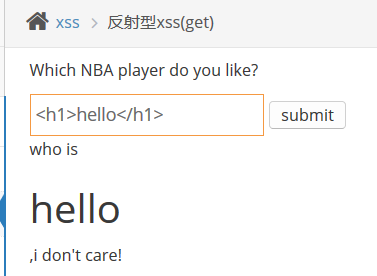 xss > 反射型xss(get)
Which NBA player do you like?
<h1>hello</h1> submit
who is
hello
,i don't care!